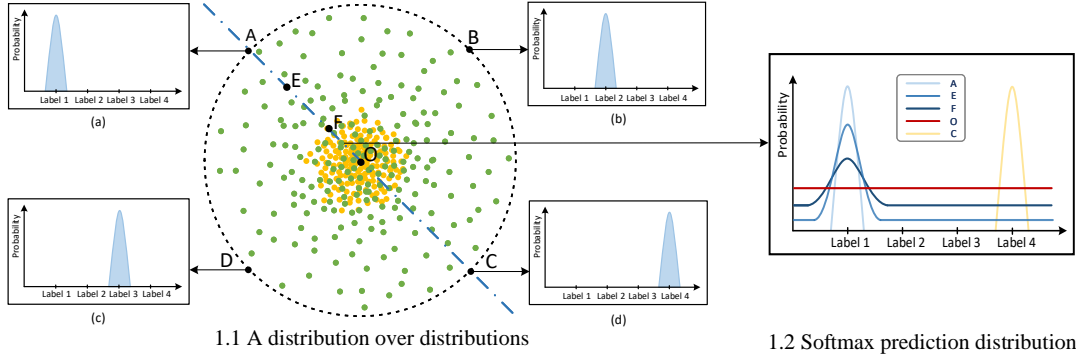 Probability
Label 1 Label 2 Label 3 Label 4
(a)
A
B
E
F
O
D
C
Probability
Label 1 Label 2 Label 3 Label 4
(b)
Probability
Label 1 Label 2 Label 3 Label 4
(c)
Probability
Label 1 Label 2 Label 3 Label 4
(d)
1.1 A distribution over distributions
Probability
A
E
F
O
C
Label 1 Label 2 Label 3 Label 4
1.2 Softmax prediction distribution